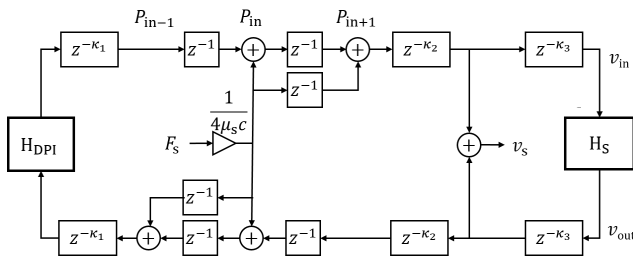 P_in−1 P_in P_in+1
z^−κ₁ z^−1 + z^−1 + z^−κ₂ z^−κ₃
v_in
z^−1
1/(4μ_s c)
F_s
H_DPI
+ v_s
H_S
z^−1
v_out
z^−κ₁ + z^−1 + z^−1 z^−κ₂ z^−κ₃